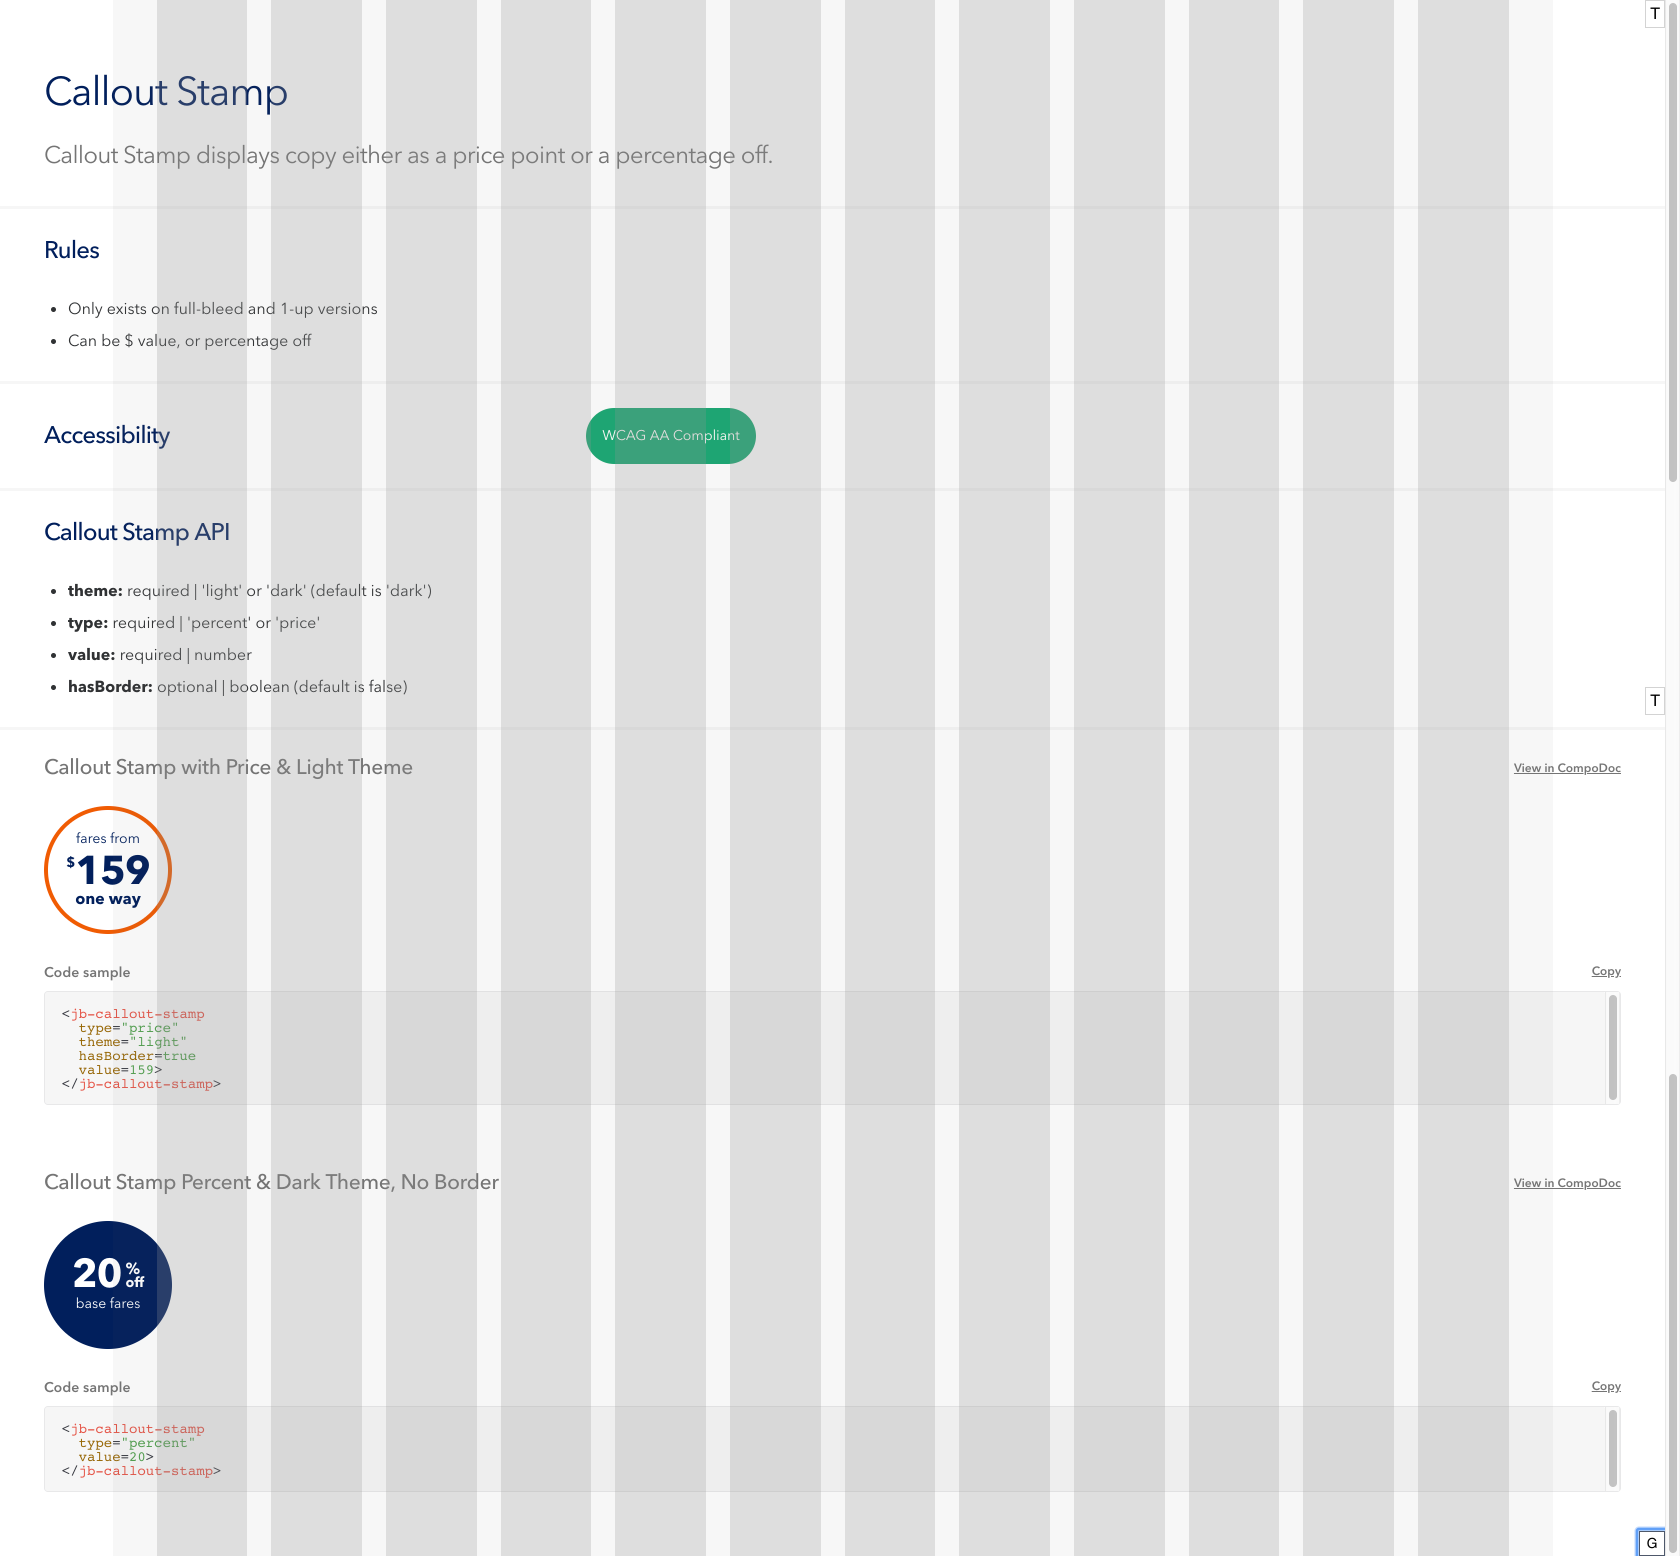 T
Callout Stamp
Callout Stamp displays copy either as a price point or a percentage off.
Rules
• Only exists on full-bleed and 1-up versions
• Can be $ value, or percentage off
Accessibility
WCAG AA Compliant
Callout Stamp API
• theme: required | 'light' or 'dark' (default is 'dark')
• type: required | 'percent' or 'price'
• value: required | number
• hasBorder: optional | boolean (default is false)
T
Callout Stamp with Price & Light Theme
View in CompoDoc
fares from
$159
one way
Code sample
Copy
<jb-callout-stamp
  type="price"
  theme="light"
  hasBorder=true
  value=159>
</jb-callout-stamp>
Callout Stamp Percent & Dark Theme, No Border
View in CompoDoc
20 % off
base fares
Code sample
Copy
<jb-callout-stamp
  type="percent"
  value=20>
</jb-callout-stamp>
G